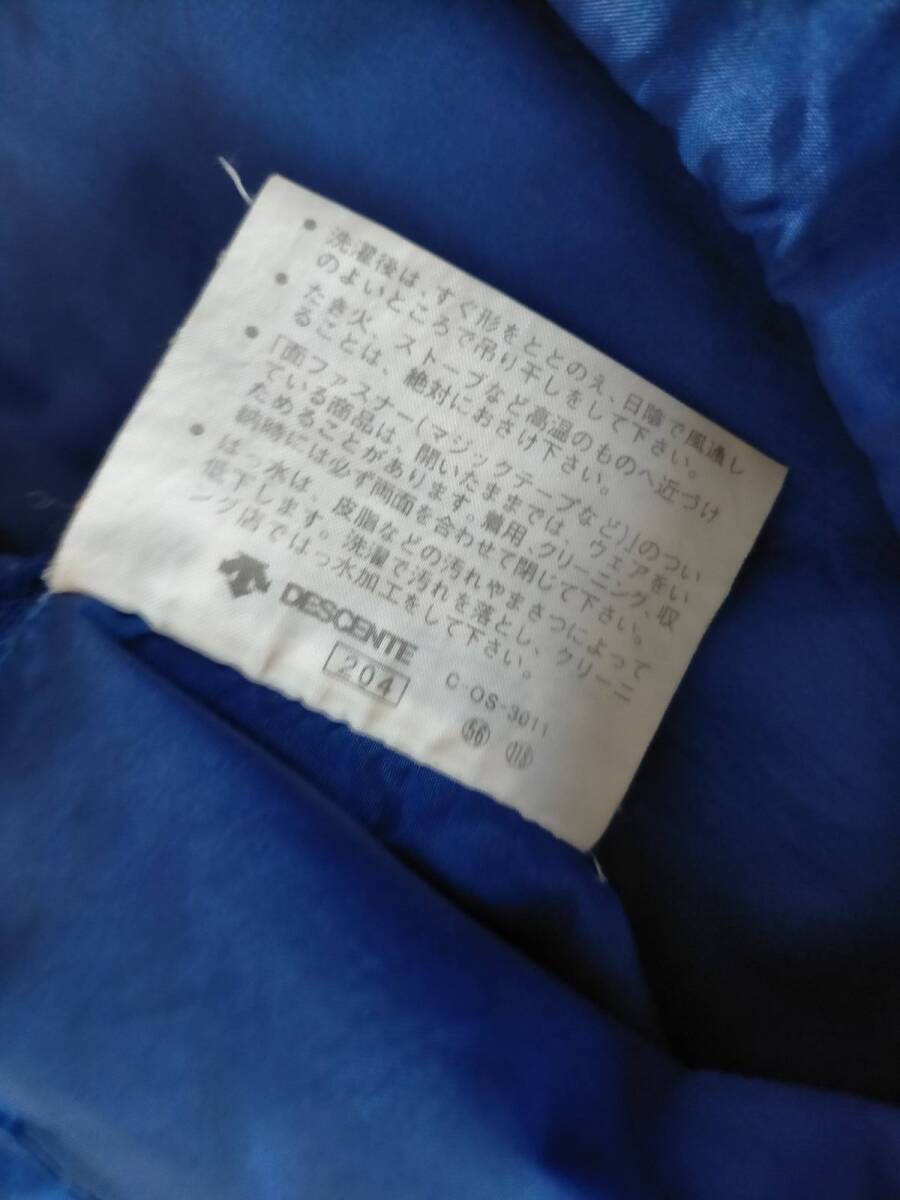 ● 洗濯後は、すぐ形をととのえ、日陰で風通し
のよいところで吊り干しをして下さい。
● たき火、ストーブなど高温のものへ近づけ
ることは、絶対におさけ下さい。
● 「面ファスナー(マジックテープなど)」のつい
ている商品は、開いたままでは、ウェアをい
ためることがあります。着用、クリーニング、収
納時には必ず両面を合わせて閉じて下さい。
● はっ水は、皮脂などの汚れやまさつによって
低下します。洗濯で汚れを落とし、クリーニ
ング店ではっ水加工をして下さい。
DESCENTE
204
C-OS-3011
56